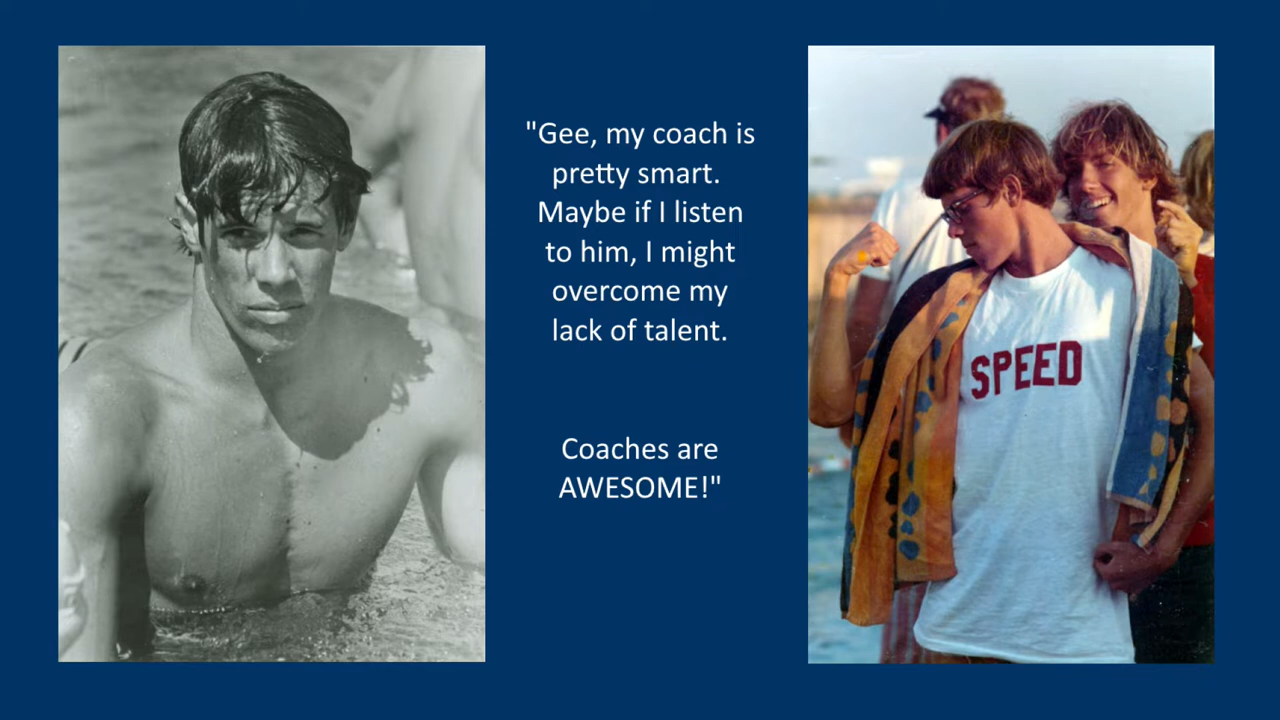 "Gee, my coach is
pretty smart.
Maybe if I listen
to him, I might
overcome my
lack of talent.
Coaches are
AWESOME!"
SPEED